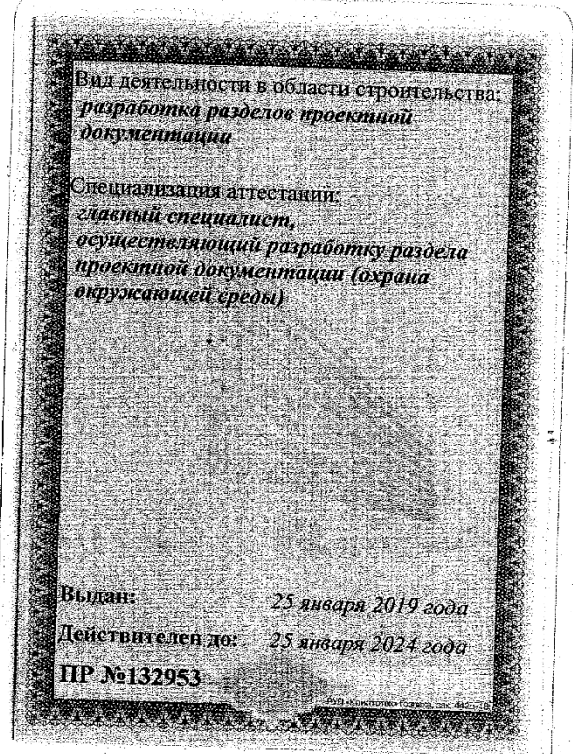 Вид деятельности в области строительства:
разработка разделов проектной
документации
Специализация аттестации:
главный специалист,
осуществляющий разработку раздела
проектной документации (охрана
окружающей среды)
Выдан: 25 января 2019 года
Действителен до: 25 января 2024 года
ПР №132953